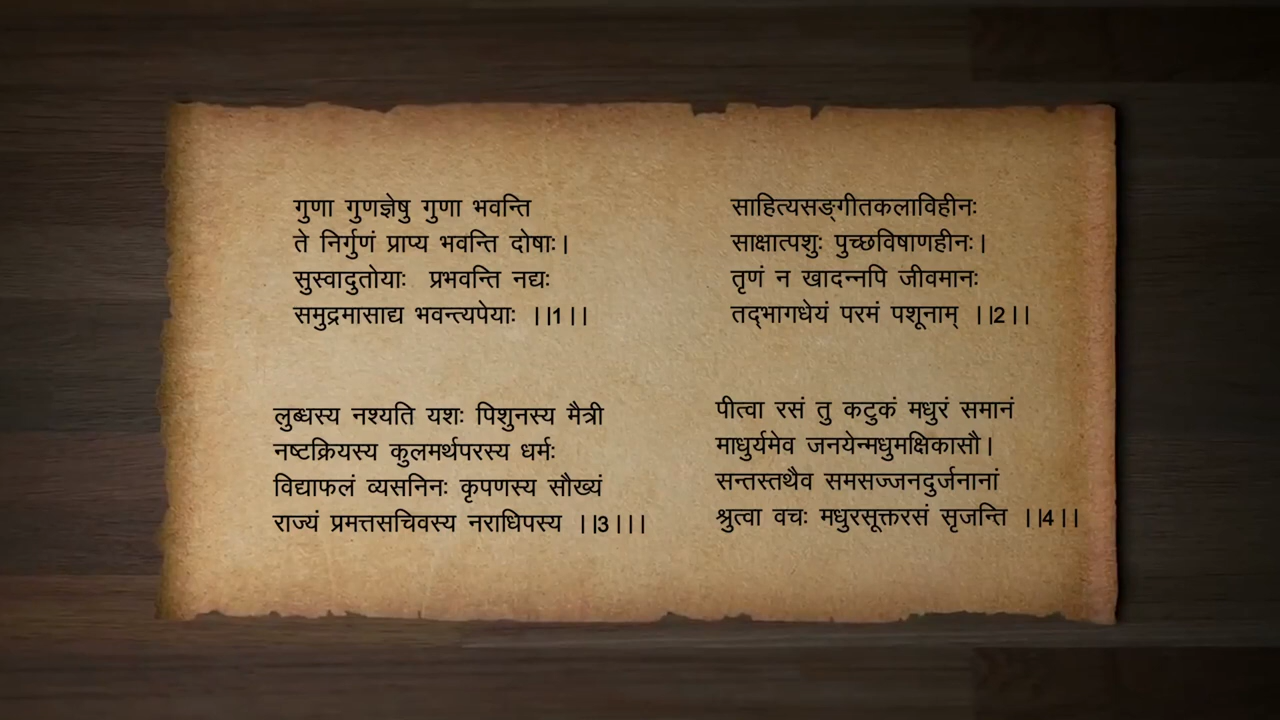 गुणा गुणज्ञेषु गुणा भवन्ति
ते निर्गुणं प्राप्य भवन्ति दोषाः।
सुस्वादुतोयाः प्रभवन्ति नद्यः
समुद्रमासाद्य भवन्त्यपेयाः ।।1।।
साहित्यसङ्गीतकलाविहीनः
साक्षात्पशुः पुच्छविषाणहीनः।
तृणं न खादन्नपि जीवमानः
तद्भागधेयं परमं पशूनाम् ।।2।।
लुब्धस्य नश्यति यशः पिशुनस्य मैत्री
नष्टक्रियस्य कुलमर्थपरस्य धर्मः
विद्याफलं व्यसनिनः कृपणस्य सौख्यं
राज्यं प्रमत्तसचिवस्य नराधिपस्य ।।3।।।
पीत्वा रसं तु कटुकं मधुरं समानं
माधुर्यमेव जनयेन्मधुमक्षिकासौ।
सन्तस्तथैव समसज्जनदुर्जनानां
श्रुत्वा वचः मधुरसूक्तरसं सृजन्ति ।।4।।